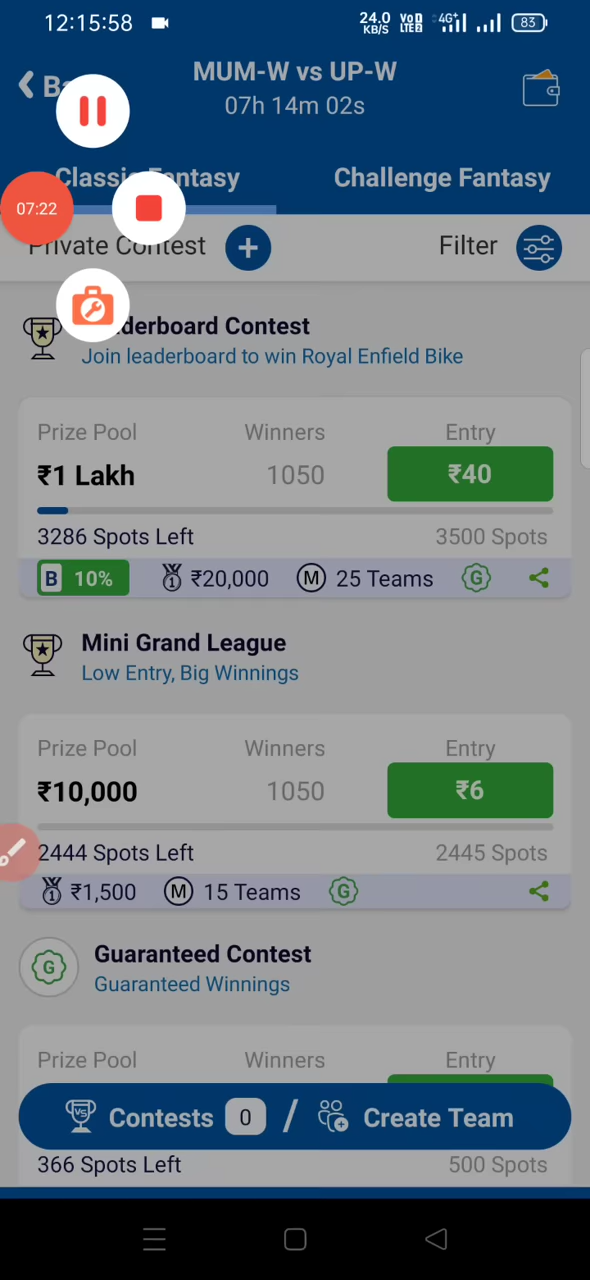 12:15:58 24.0 KB/S VoD LTE2 4G+ 83
MUM-W vs UP-W
07h 14m 02s
Classic Fantasy Challenge Fantasy
07:22
Private Contest + Filter
Contest
Join leaderboard to win Royal Enfield Bike
Prize Pool Winners Entry
₹1 Lakh 1050 ₹40
3286 Spots Left 3500 Spots
B 10% 1 ₹20,000 M 25 Teams G
Mini Grand League
Low Entry, Big Winnings
Prize Pool Winners Entry
₹10,000 1050 ₹6
2444 Spots Left 2445 Spots
1 ₹1,500 M 15 Teams G
G Guaranteed Contest
Guaranteed Winnings
Prize Pool Winners Entry
VS Contests 0 / Create Team
366 Spots Left 500 Spots